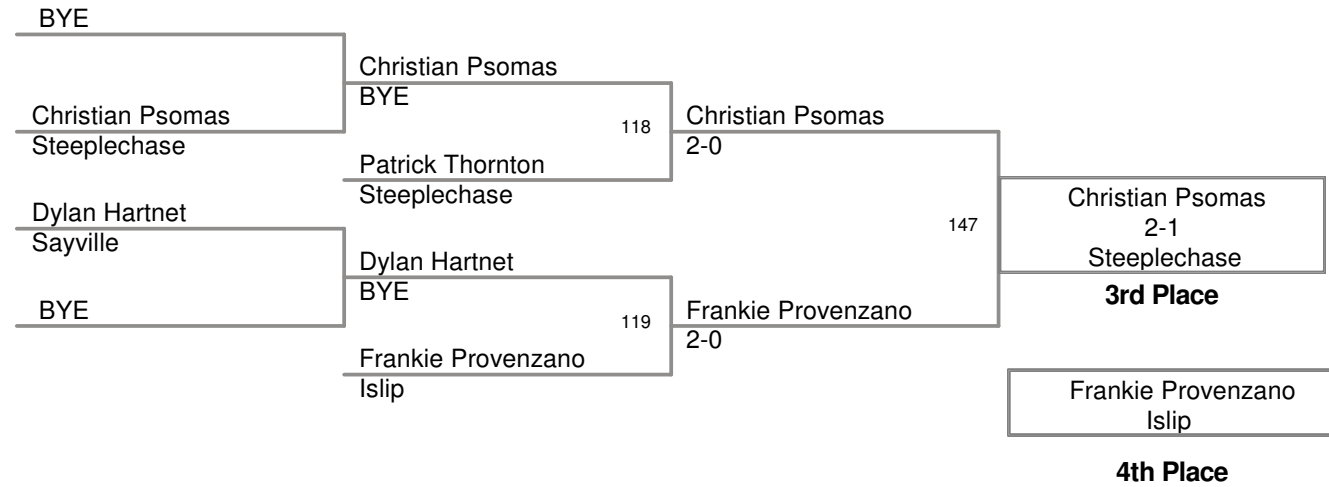 BYE
Christian Psomas
BYE
Christian Psomas
Steeplechase
118
Christian Psomas
2-0
Patrick Thornton
Steeplechase
Dylan Hartnet
Sayville
147
Christian Psomas
2-1
Steeplechase
3rd Place
Dylan Hartnet
BYE
BYE
119
Frankie Provenzano
2-0
Frankie Provenzano
Islip
Frankie Provenzano
Islip
4th Place